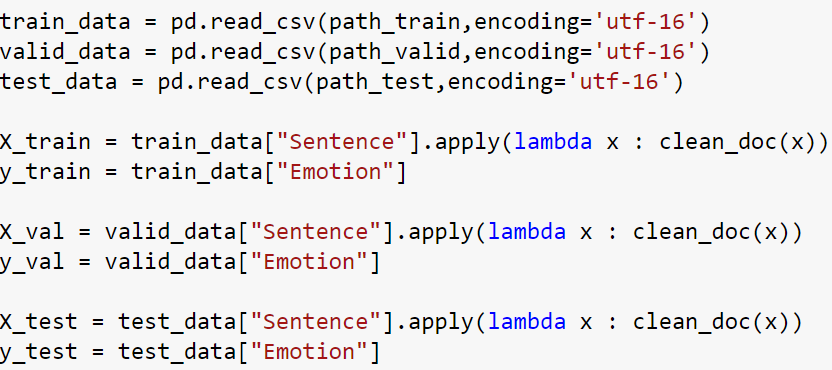 train_data = pd.read_csv(path_train,encoding='utf-16')
valid_data = pd.read_csv(path_valid,encoding='utf-16')
test_data = pd.read_csv(path_test,encoding='utf-16')
X_train = train_data["Sentence"].apply(lambda x : clean_doc(x))
y_train = train_data["Emotion"]
X_val = valid_data["Sentence"].apply(lambda x : clean_doc(x))
y_val = valid_data["Emotion"]
X_test = test_data["Sentence"].apply(lambda x : clean_doc(x))
y_test = test_data["Emotion"]